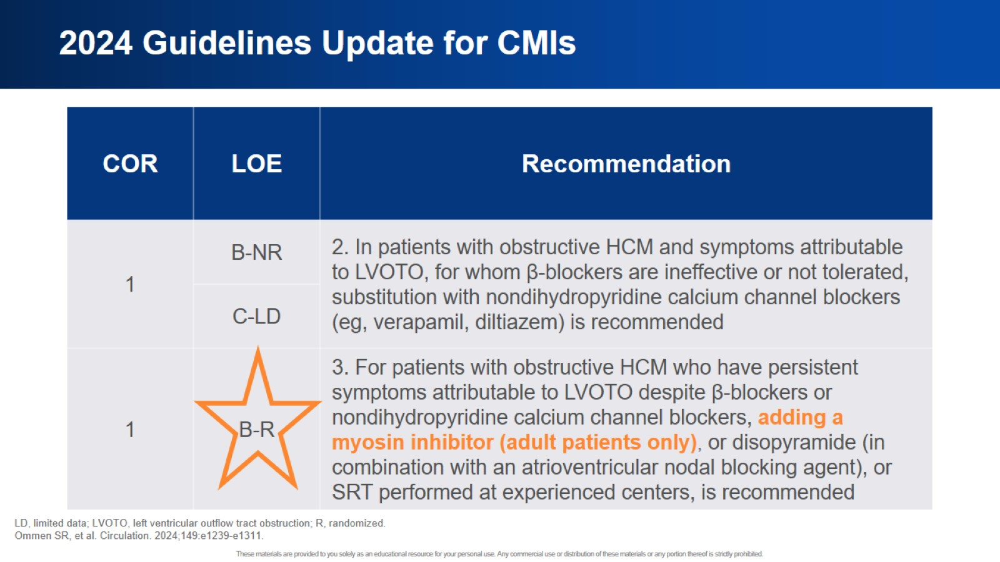 2024 Guidelines Update for CMIs
COR
LOE
Recommendation
1
B-NR
C-LD
2. In patients with obstructive HCM and symptoms attributable
to LVOTO, for whom β-blockers are ineffective or not tolerated,
substitution with nondihydropyridine calcium channel blockers
(eg, verapamil, diltiazem) is recommended
1
B-R
3. For patients with obstructive HCM who have persistent
symptoms attributable to LVOTO despite β-blockers or
nondihydropyridine calcium channel blockers, adding a
myosin inhibitor (adult patients only), or disopyramide (in
combination with an atrioventricular nodal blocking agent), or
SRT performed at experienced centers, is recommended
LD, limited data; LVOTO, left ventricular outflow tract obstruction; R, randomized.
Ommen SR, et al. Circulation. 2024;149:e1239-e1311.
These materials are provided to you solely as an educational resource for your personal use. Any commercial use or distribution of these materials or any portion thereof is strictly prohibited.